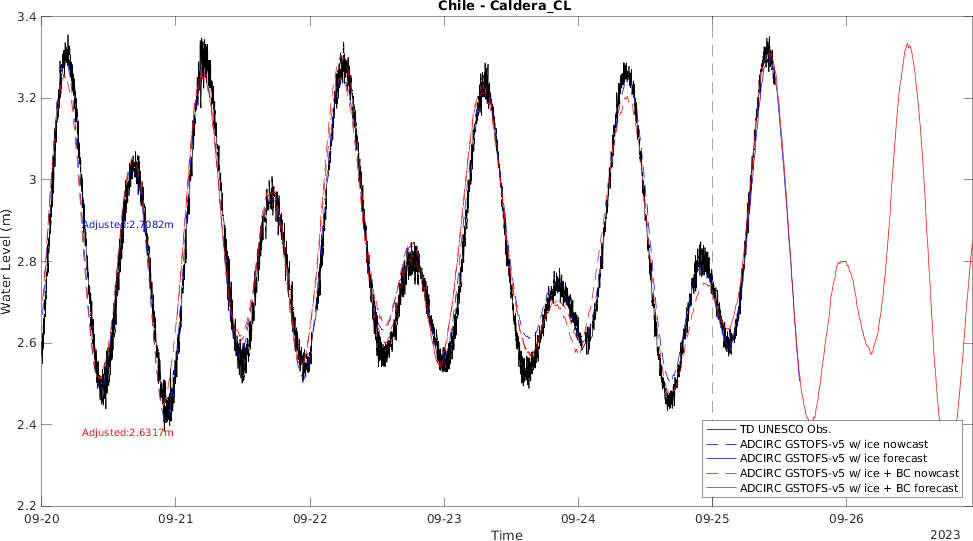 Chile - Caldera_CL
3.4
3.2
3
2.8
2.6
2.4
2.2
Water Level (m)
Adjusted:2.7082m
Adjusted:2.6317m
TD UNESCO Obs.
ADCIRC GSTOFS-v5 w/ ice nowcast
ADCIRC GSTOFS-v5 w/ ice forecast
ADCIRC GSTOFS-v5 w/ ice + BC nowcast
ADCIRC GSTOFS-v5 w/ ice + BC forecast
09-20 09-21 09-22 09-23 09-24 09-25 09-26
Time
2023